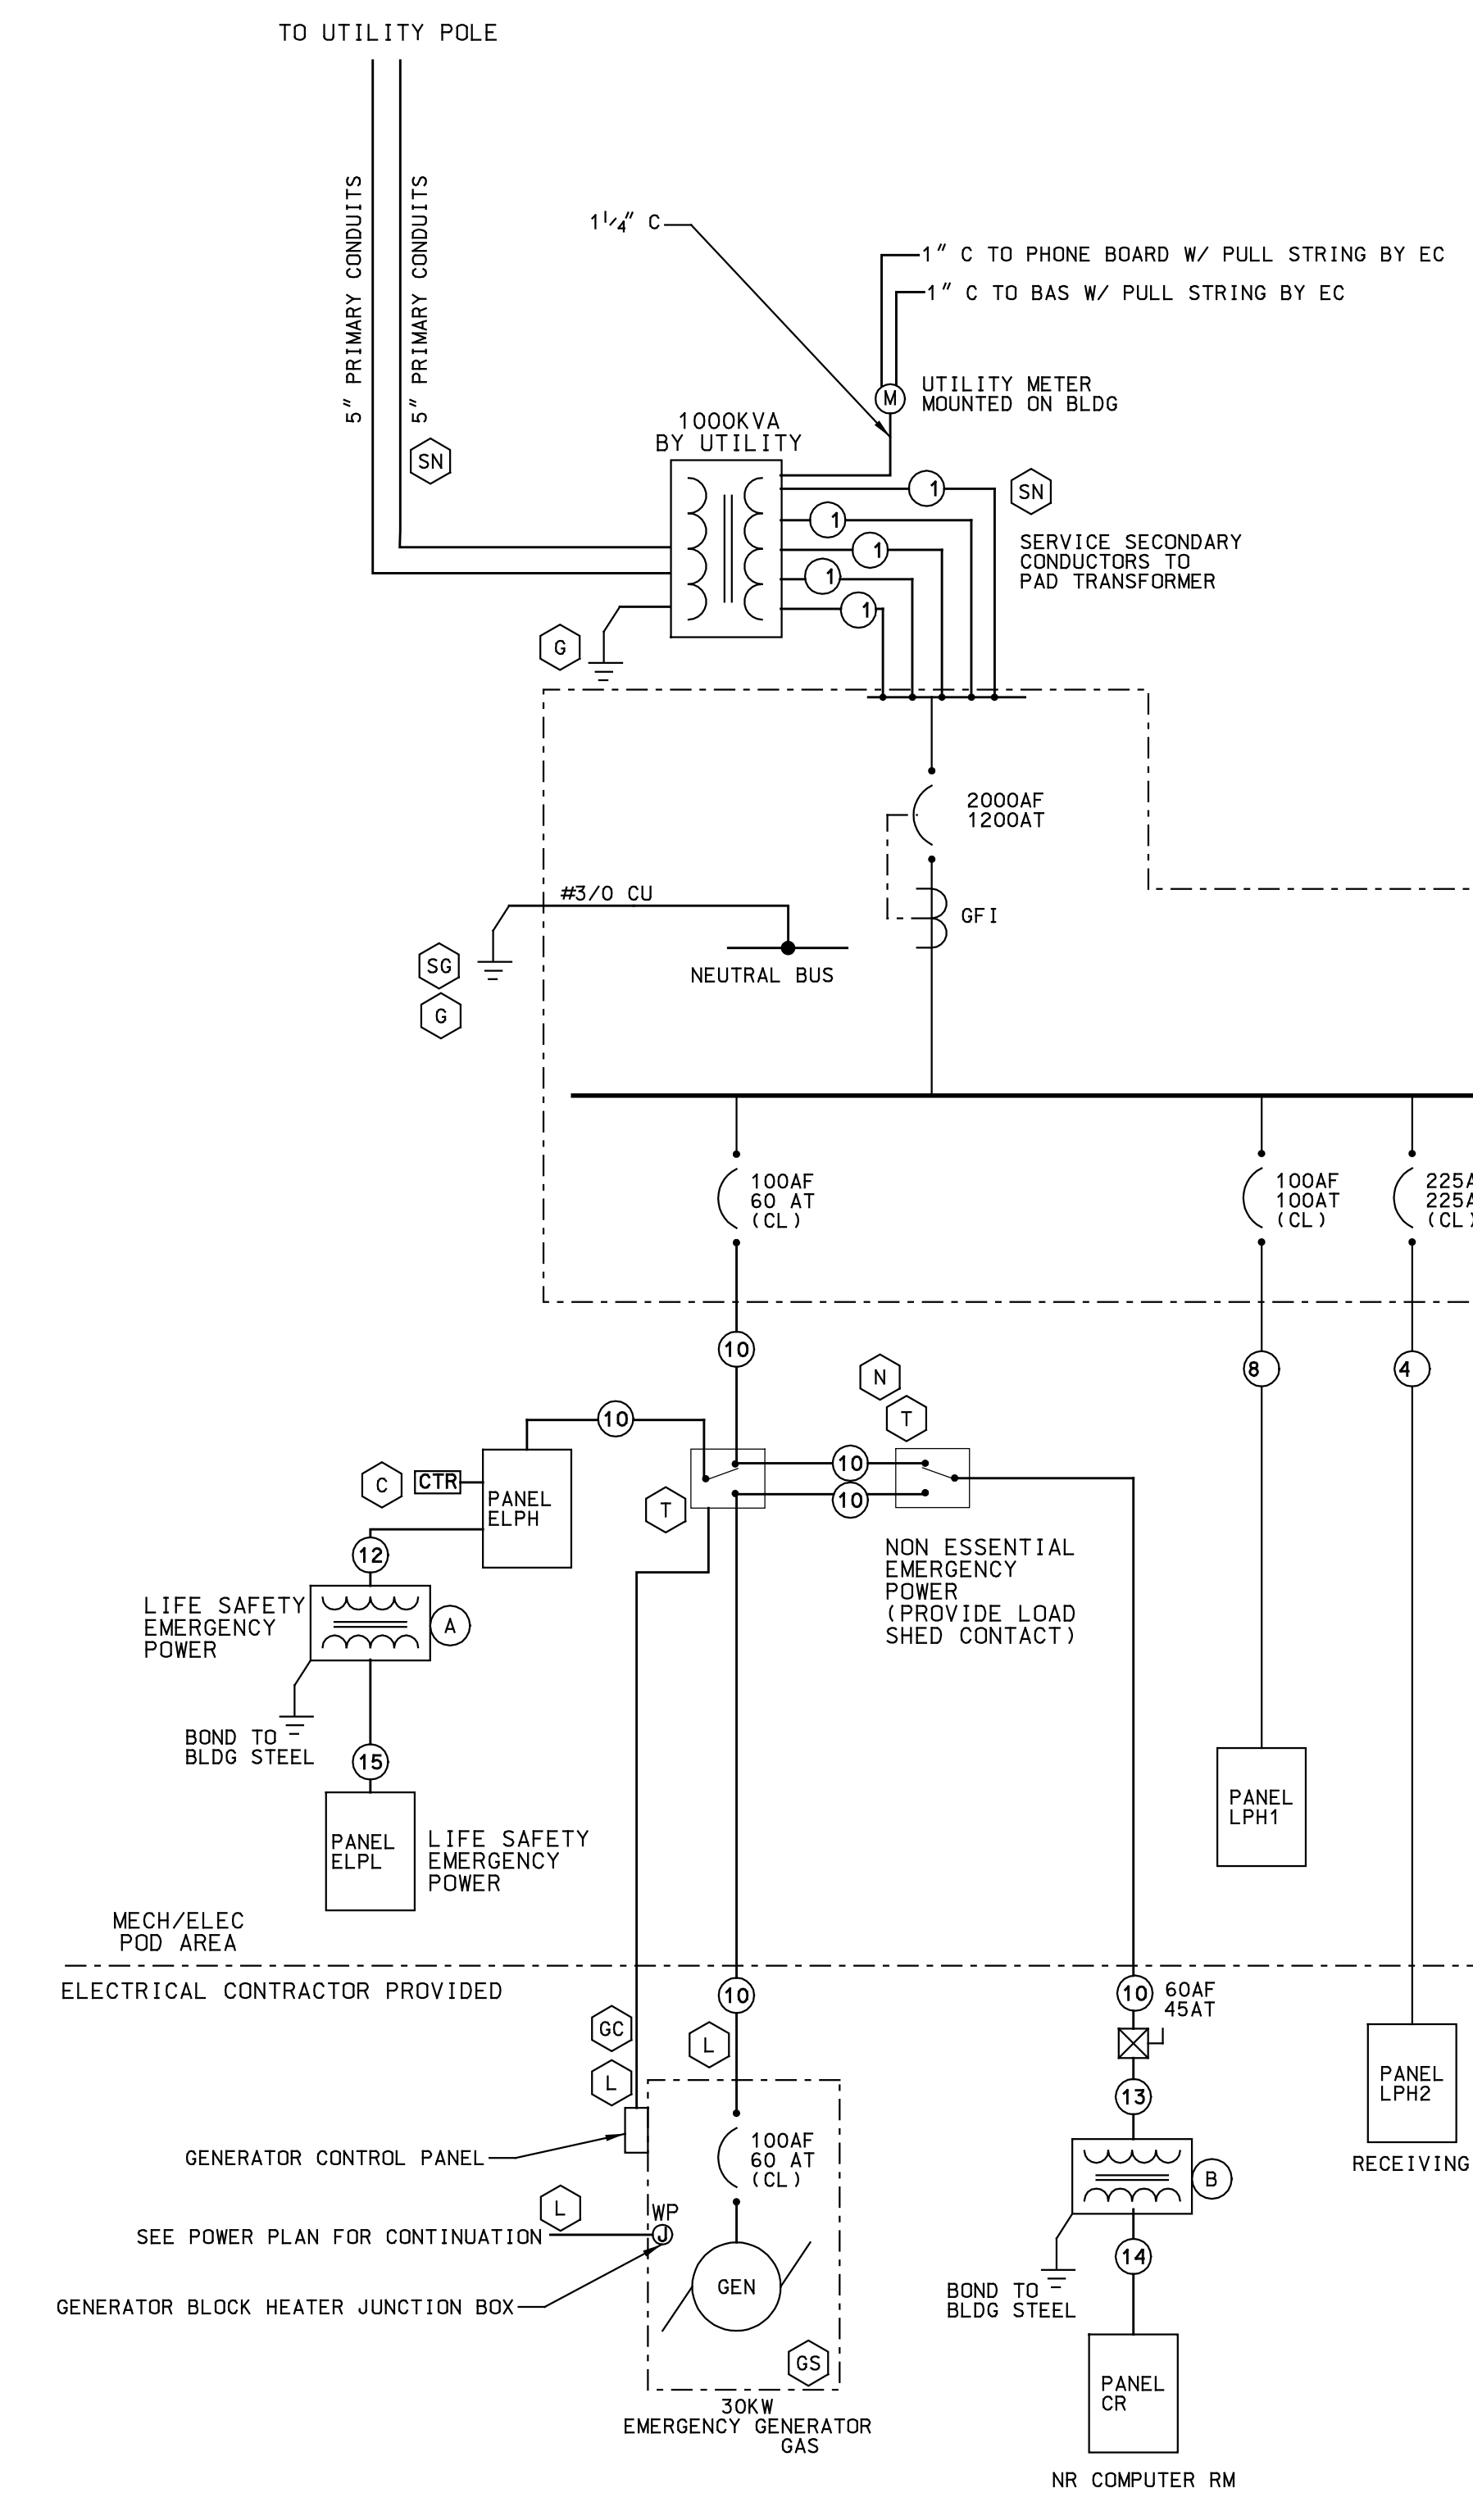 TO UTILITY POLE
5" PRIMARY CONDUITS
5" PRIMARY CONDUITS
SN
1 1/4" C
1" C TO PHONE BOARD W/ PULL STRING BY EC
1" C TO BAS W/ PULL STRING BY EC
M
UTILITY METER
MOUNTED ON BLDG
1000KVA
BY UTILITY
1
1
1
1
1
SN
SERVICE SECONDARY
CONDUCTORS TO
PAD TRANSFORMER
G
2000AF
1200AT
#3/0 CU
GFI
SG
G
NEUTRAL BUS
100AF
60 AT
(CL)
100AF
100AT
(CL)
225A
225A
(CL)
10
8
4
N
T
10
10
10
C
CTR
PANEL
ELPH
T
12
NON ESSENTIAL
EMERGENCY
POWER
(PROVIDE LOAD
SHED CONTACT)
LIFE SAFETY
EMERGENCY
POWER
A
BOND TO
BLDG STEEL
15
PANEL
ELPL
LIFE SAFETY
EMERGENCY
POWER
PANEL
LPH1
MECH/ELEC
POD AREA
ELECTRICAL CONTRACTOR PROVIDED
10
10
60AF
45AT
GC
L
L
13
PANEL
LPH2
RECEIVING
GENERATOR CONTROL PANEL
100AF
60 AT
(CL)
B
L
WP
J
SEE POWER PLAN FOR CONTINUATION
14
GEN
BOND TO
BLDG STEEL
GENERATOR BLOCK HEATER JUNCTION BOX
GS
PANEL
CR
30KW
EMERGENCY GENERATOR
GAS
NR COMPUTER RM